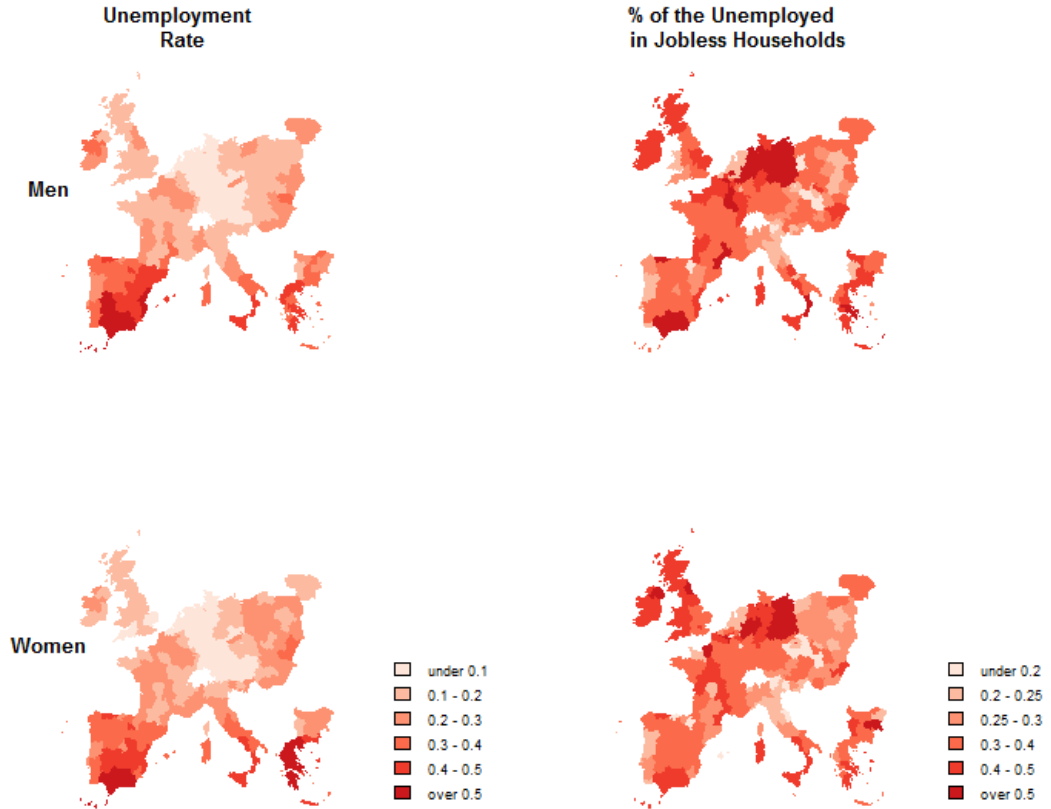 Unemployment
Rate
% of the Unemployed
in Jobless Households
Men
Women
under 0.1
0.1 - 0.2
0.2 - 0.3
0.3 - 0.4
0.4 - 0.5
over 0.5
under 0.2
0.2 - 0.25
0.25 - 0.3
0.3 - 0.4
0.4 - 0.5
over 0.5